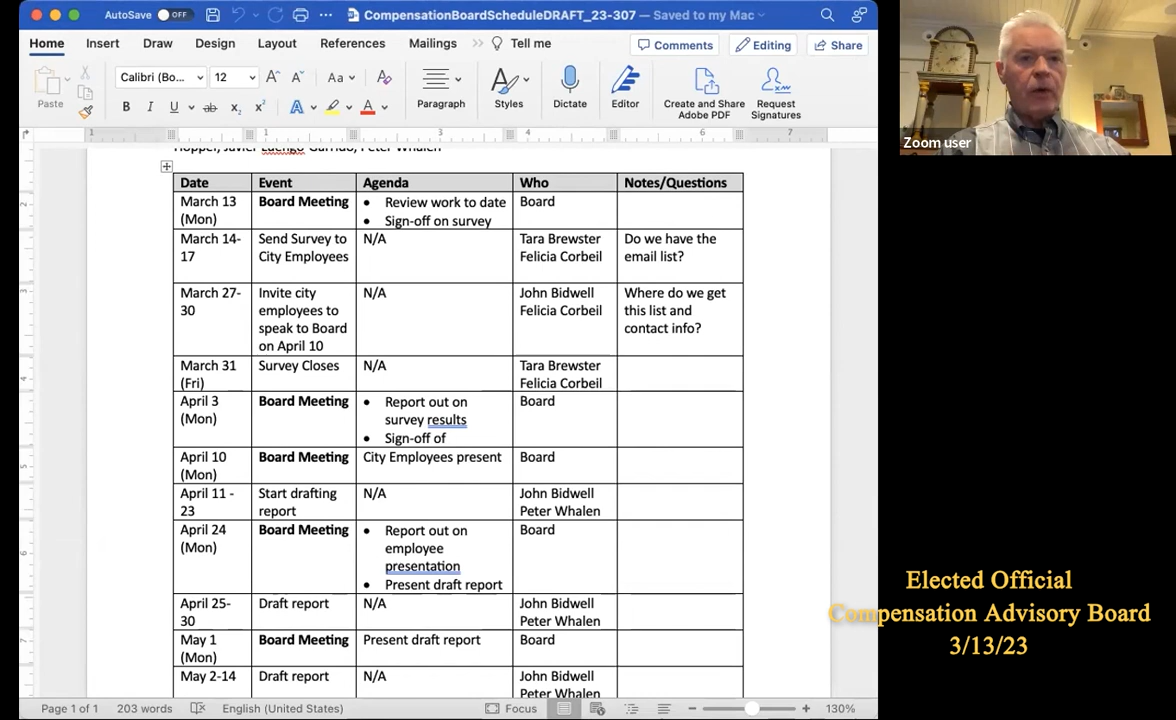 AutoSave OFF CompensationBoardScheduleDRAFT_23-307 — Saved to my Mac
Home Insert Draw Design Layout References Mailings Tell me Comments Editing Share
Paste Calibri (Bo... 12 Aa Paragraph Styles Dictate Editor Create and Share Adobe PDF Request Signatures
B I U ab x2 x2 A A
1 1 3 4 6 7
Date Event Agenda Who Notes/Questions
March 13 (Mon) Board Meeting • Review work to date • Sign-off on survey Board
March 14-17 Send Survey to City Employees N/A Tara Brewster Felicia Corbeil Do we have the email list?
March 27-30 Invite city employees to speak to Board on April 10 N/A John Bidwell Felicia Corbeil Where do we get this list and contact info?
March 31 (Fri) Survey Closes N/A Tara Brewster Felicia Corbeil
April 3 (Mon) Board Meeting • Report out on survey results • Sign-off of Board
April 10 (Mon) Board Meeting City Employees present Board
April 11 - 23 Start drafting report N/A John Bidwell Peter Whalen
April 24 (Mon) Board Meeting • Report out on employee presentation • Present draft report Board
April 25-30 Draft report N/A John Bidwell Peter Whalen
May 1 (Mon) Board Meeting Present draft report Board
May 2-14 Draft report N/A John Bidwell Peter Whalen
Page 1 of 1 203 words English (United States) Focus 130%
Zoom user
Elected Official
Compensation Advisory Board
3/13/23